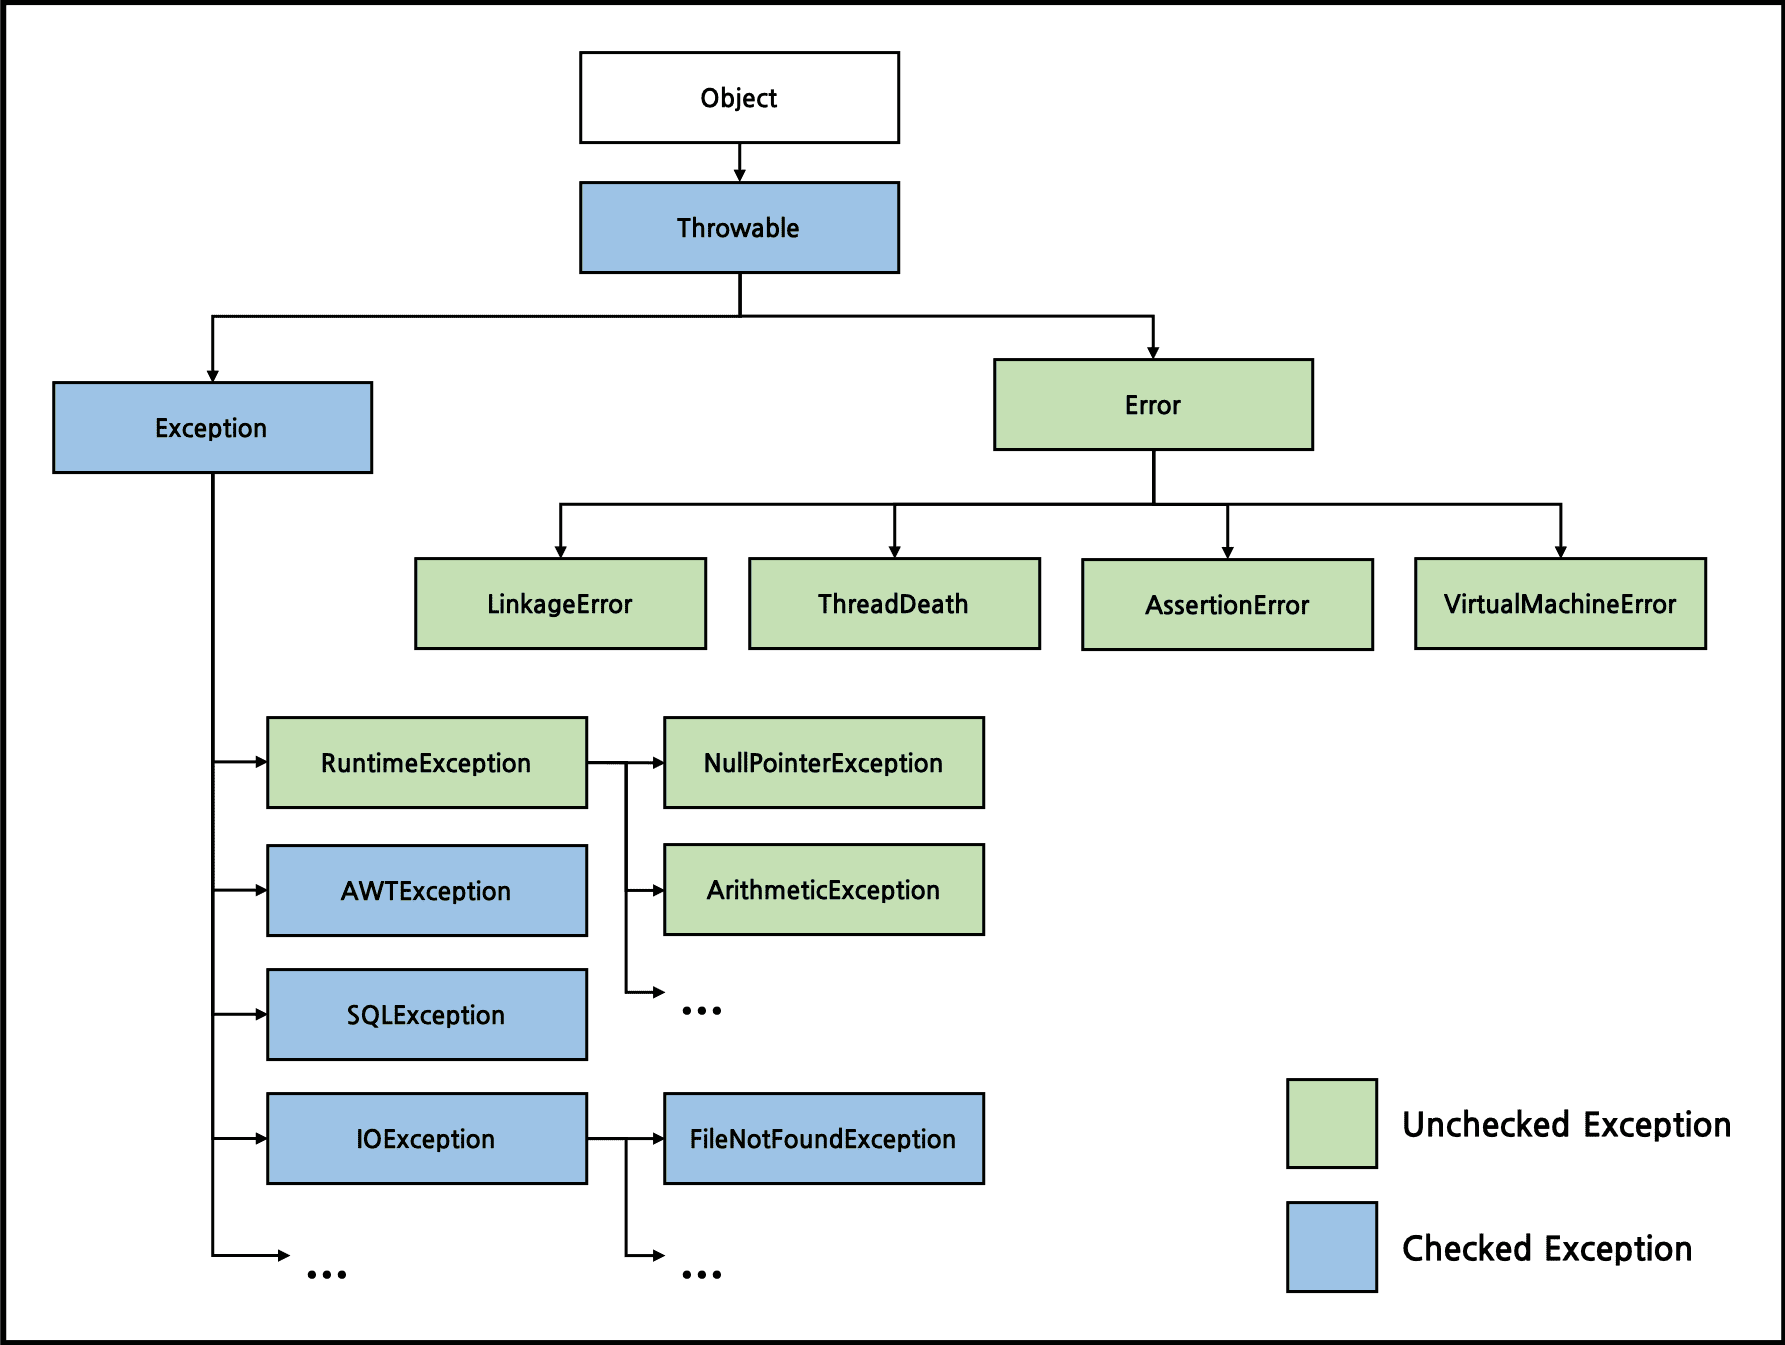 Object
Throwable
Exception
Error
LinkageError
ThreadDeath
AssertionError
VirtualMachineError
RuntimeException
NullPointerException
AWTException
ArithmeticException
SQLException
...
IOException
FileNotFoundException
...
...
Unchecked Exception
Checked Exception